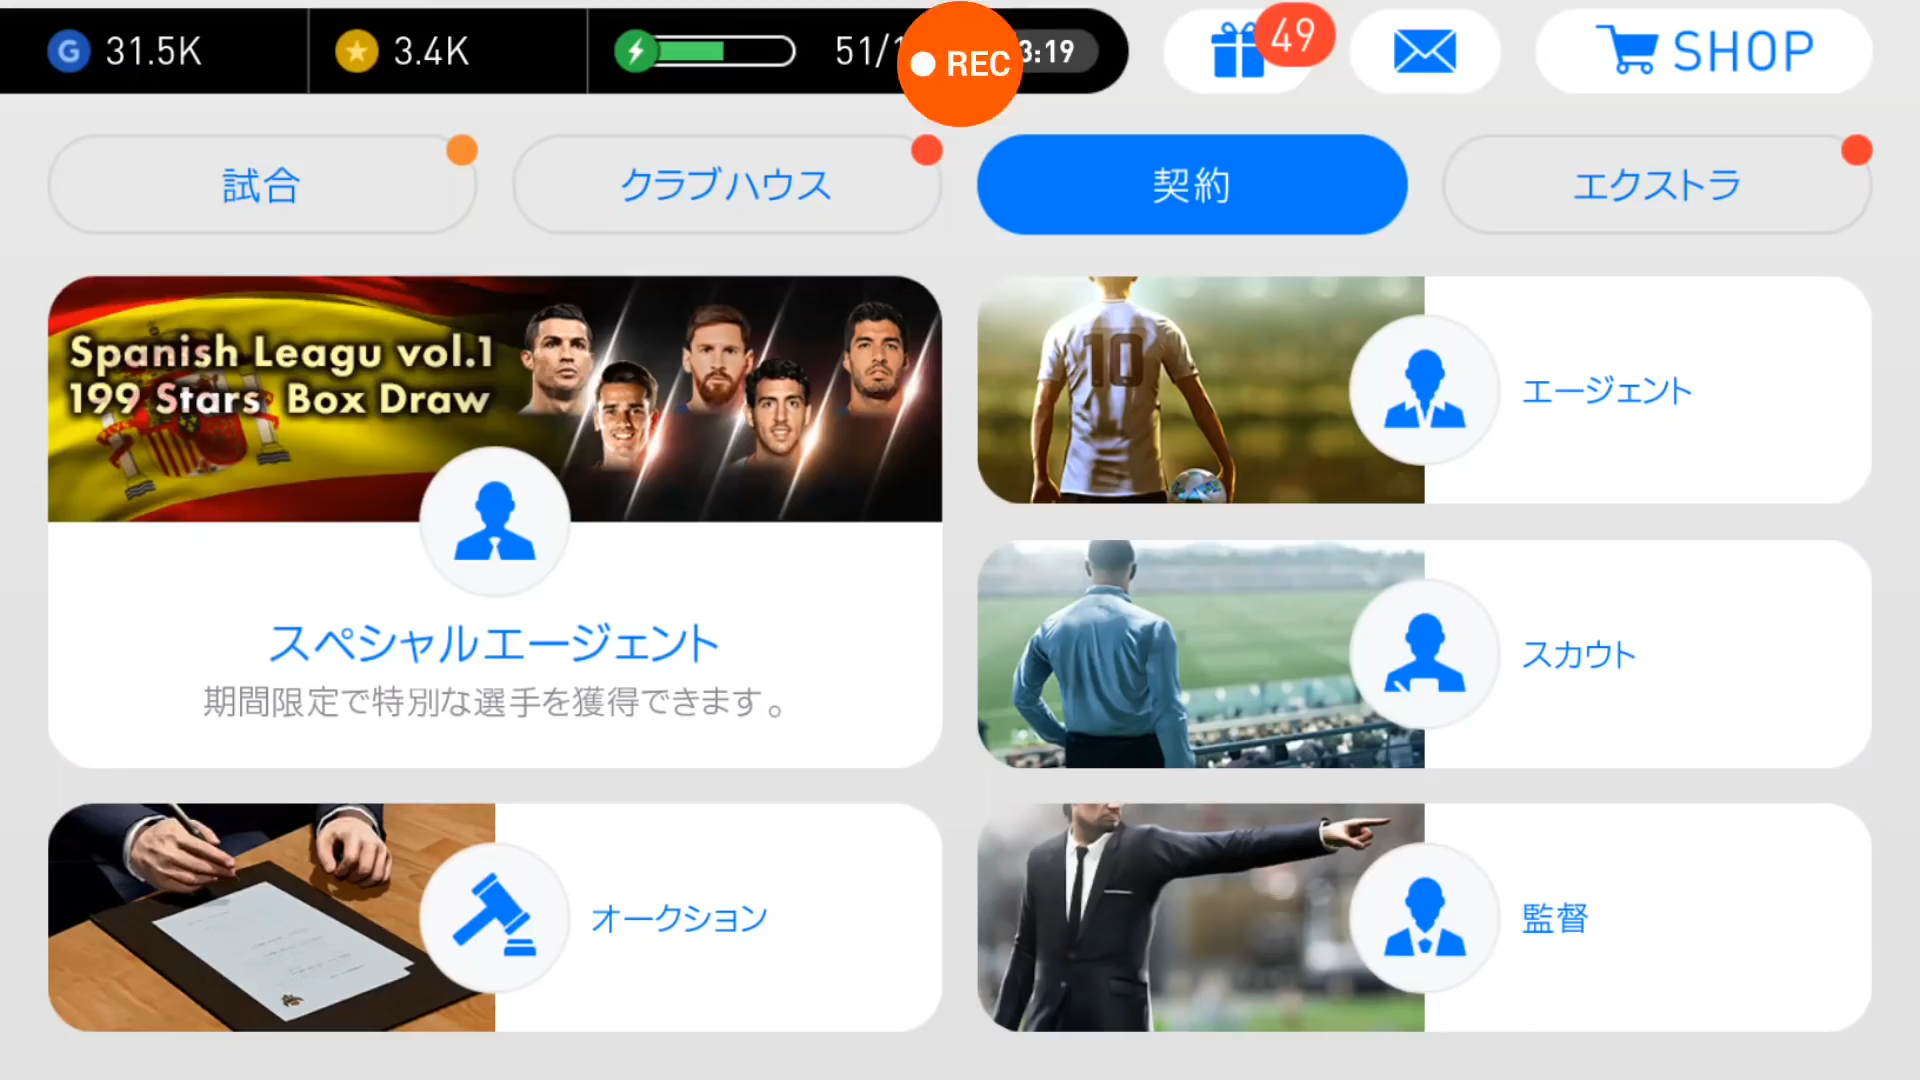 G 31.5K
3.4K
51/
REC
3:19
49
SHOP
試合
クラブハウス
契約
エクストラ
Spanish Leagu vol.1
199 Stars Box Draw
スペシャルエージェント
期間限定で特別な選手を獲得できます。
10
エージェント
スカウト
オークション
監督